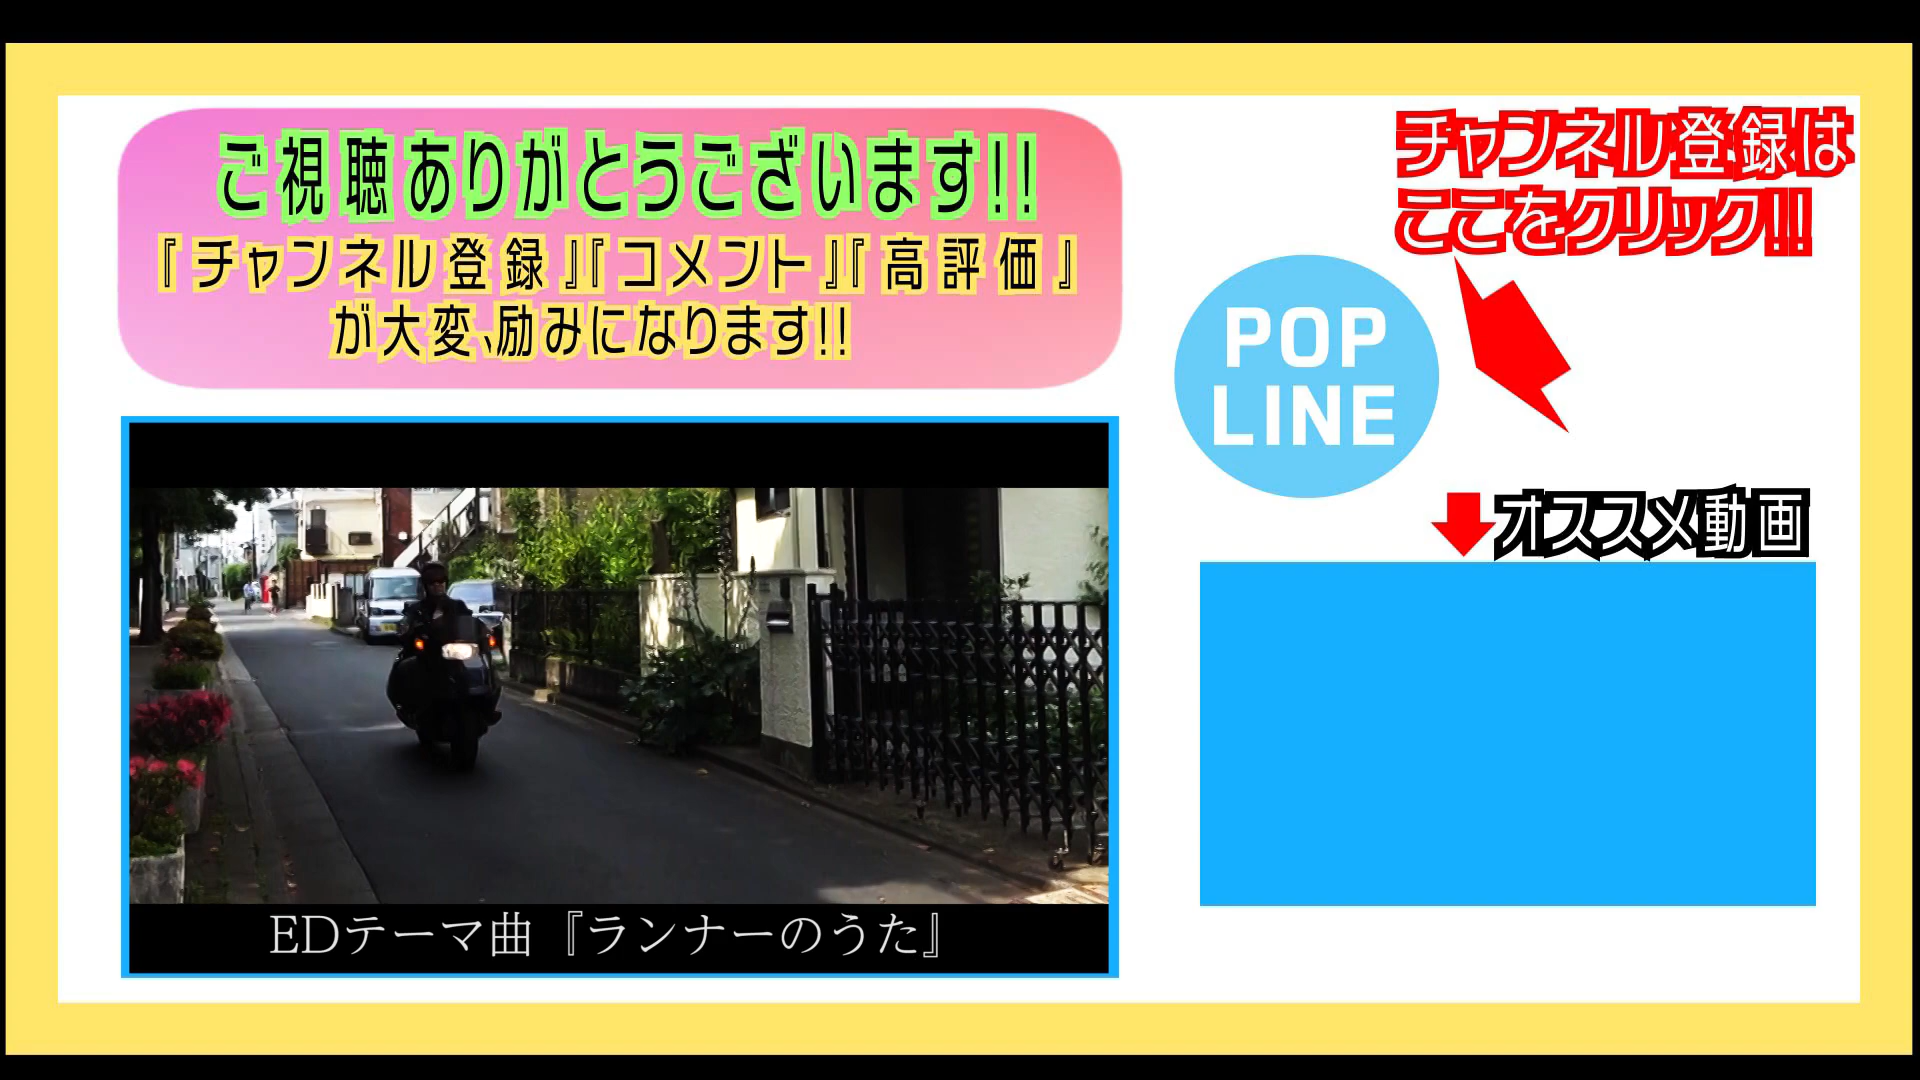 ご視聴ありがとうございます!!
『チャンネル登録』『コメント』『高評価』
が大変、励みになります!!
チャンネル登録は
ここをクリック!!
POP
LINE
オススメ動画
EDテーマ曲『ランナーのうた』